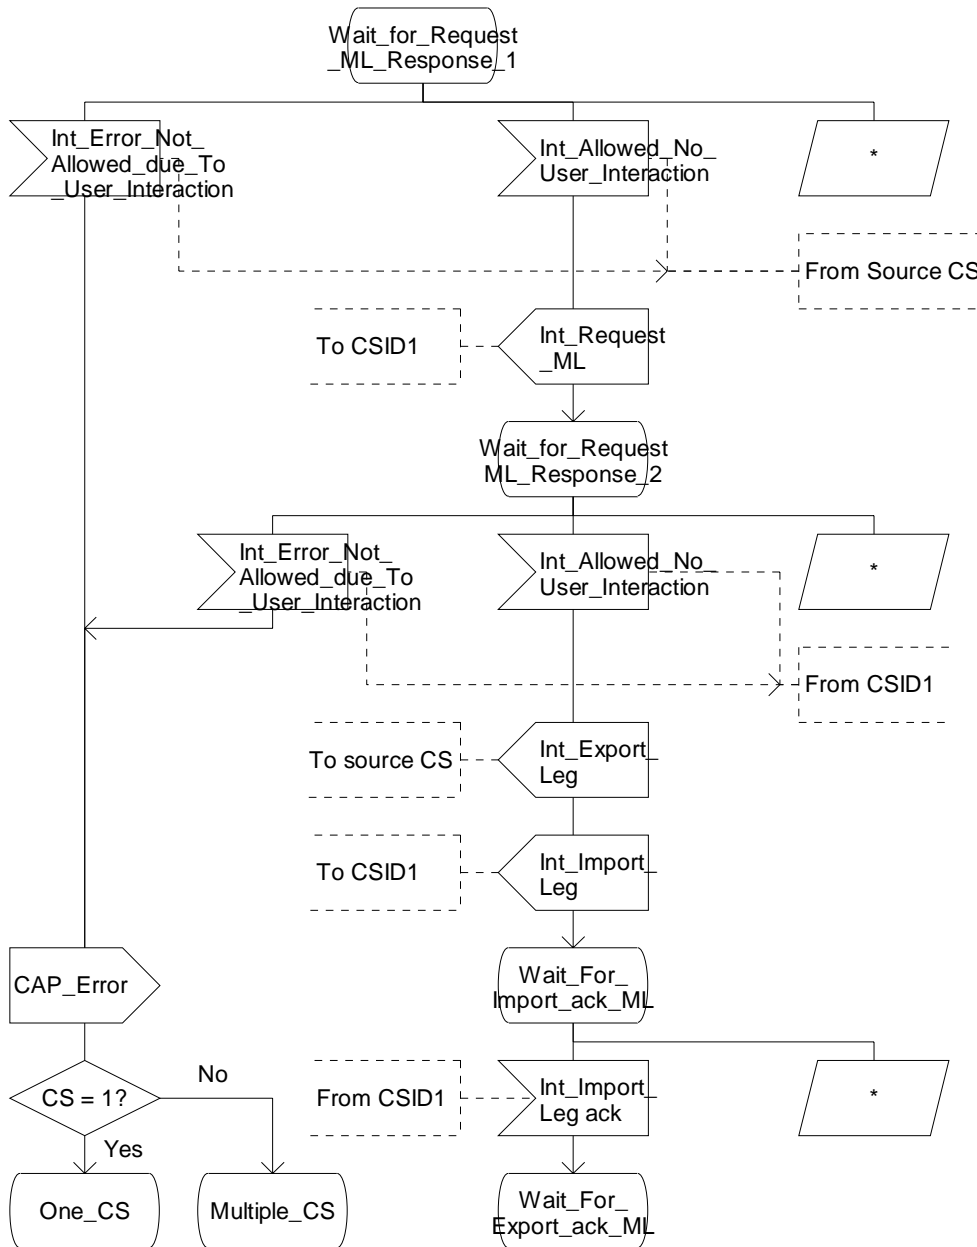 Wait_for_Request
_ML_Response_1
Int_Error_Not_
Allowed_due_To
_User_Interaction
Int_Allowed_No_
User_Interaction
*
From Source CS
To CSID1
Int_Request
_ML
Wait_for_Request
ML_Response_2
Int_Error_Not_
Allowed_due_To
_User_Interaction
Int_Allowed_No_
User_Interaction
*
From CSID1
To source CS
Int_Export_
Leg
To CSID1
Int_Import_
Leg
CAP_Error
Wait_For_
Import_ack_ML
CS = 1?
No
Yes
From CSID1
Int_Import_
Leg ack
*
One_CS
Multiple_CS
Wait_For_
Export_ack_ML